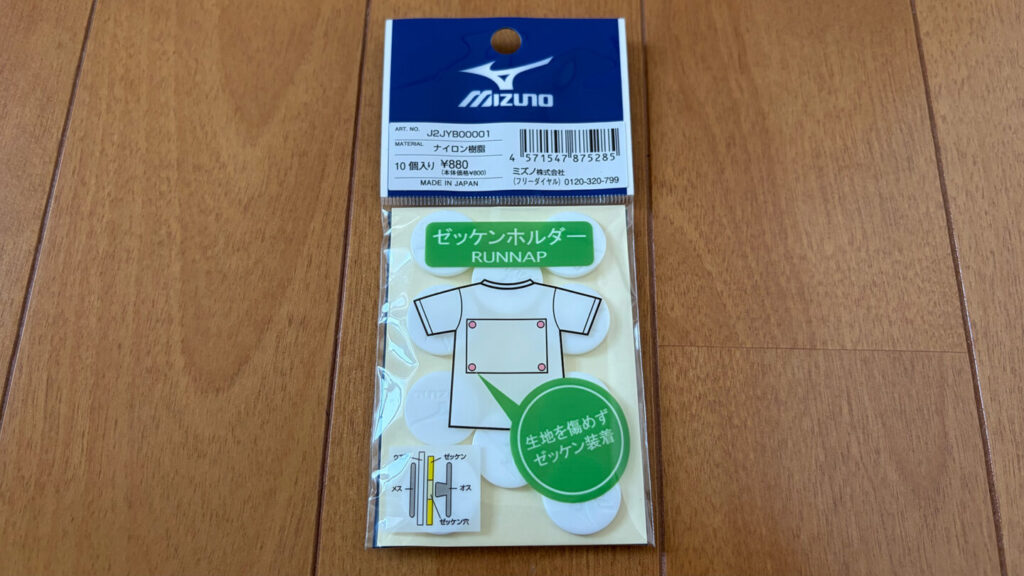 MIZUNO
ART. NO. J2JYB00001
MATERIAL ナイロン樹脂
10個入り ¥880
(本体価格¥800)
MADE IN JAPAN
4 571547 875285
ミズノ株式会社
(フリーダイヤル) 0120-320-799
ゼッケンホルダー
RUNNAP
生地を傷めず
ゼッケン装着
ゼッケン
メス
オス
ゼッケン穴
MIZUNO